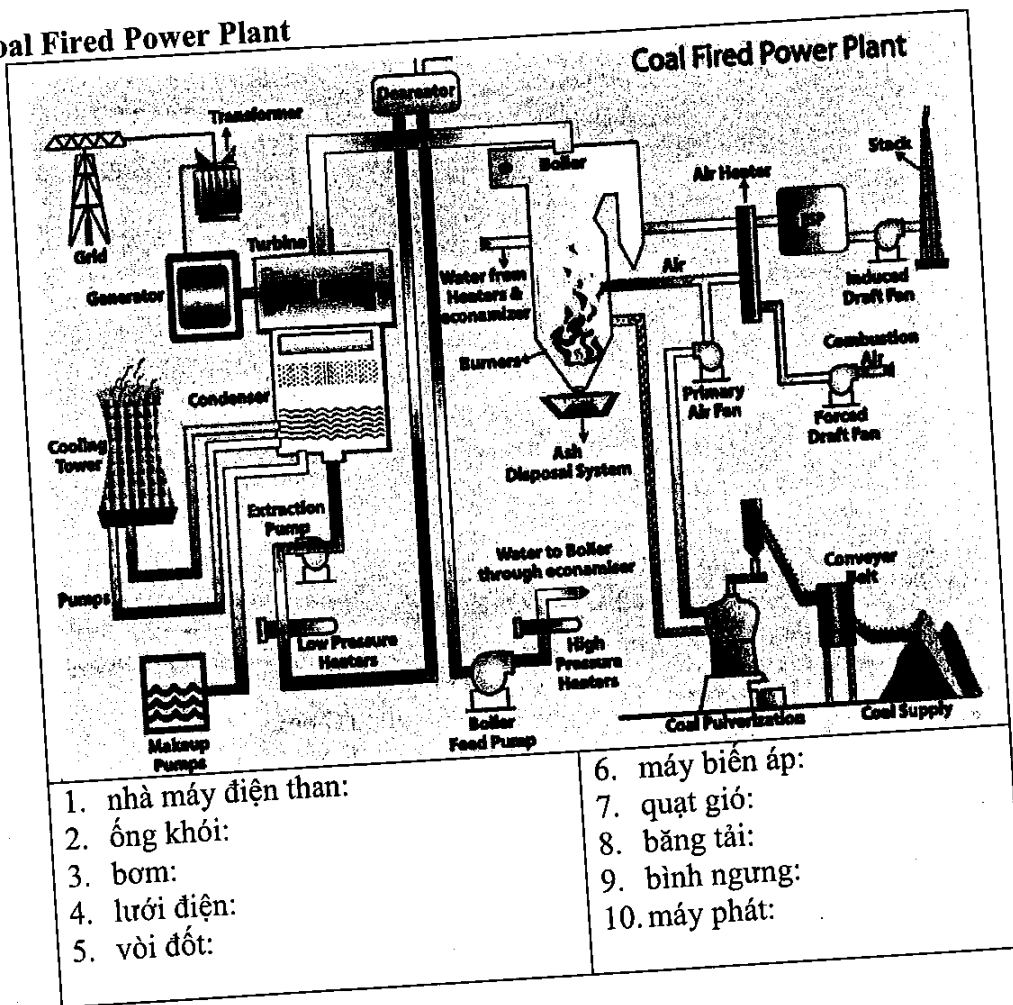 oal Fired Power Plant
Coal Fired Power Plant
Deareator
Transformer
Stack
Boiler
Air Heater
ESP
Grid
Turbine
Generator
Water from
Heaters &
econamizer
Air
Induced
Draft Fan
Burners
Combustion
Air
Condenser
Primary
Air Fan
Forced
Draft Fan
Cooling
Tower
Ash
Disposal System
Extraction
Pump
Water to Boiler
through economiser
Conveyer
Belt
Pumps
Low Pressure
Heaters
High
Pressure
Heaters
Boiler
Feed Pump
Coal Pulverization
Coal Supply
Makeup
Pumps
1. nhà máy điện than:
2. ống khói:
3. bơm:
4. lưới điện:
5. vòi đốt:
6. máy biến áp:
7. quạt gió:
8. băng tải:
9. bình ngưng:
10. máy phát: